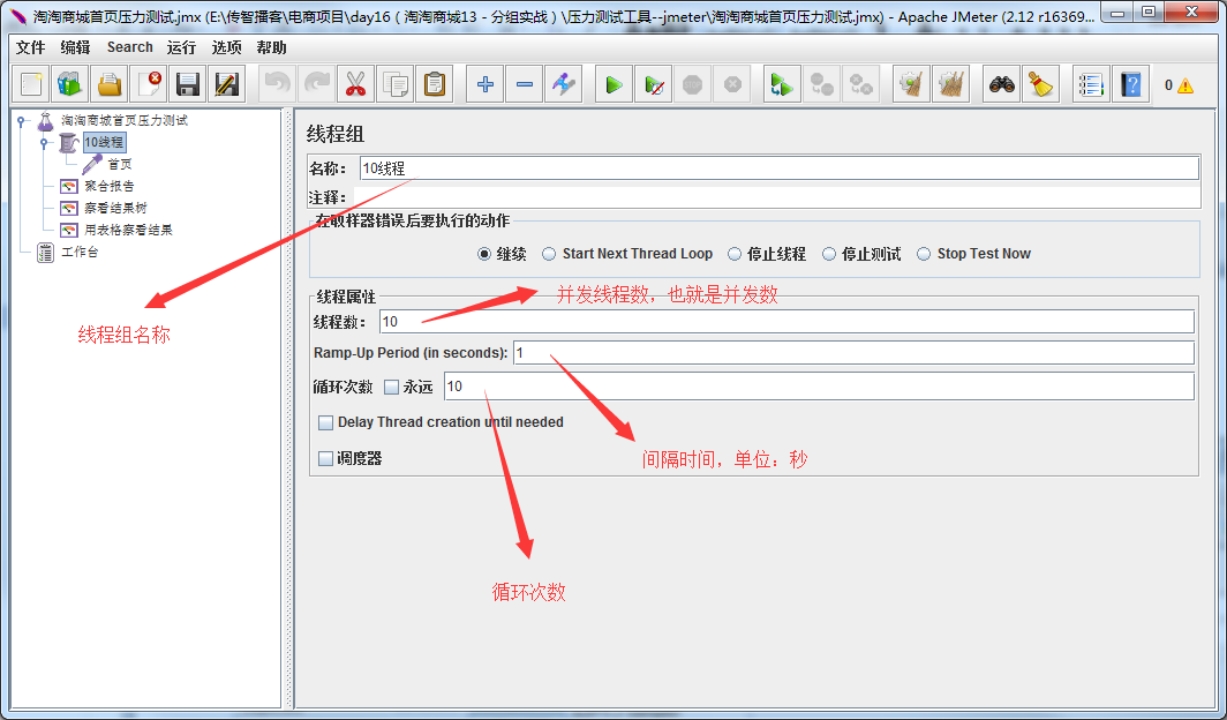 淘淘商城首页压力测试.jmx (E:\传智播客\电商项目\day16（淘淘商城13 - 分组实战）\压力测试工具--jmeter\淘淘商城首页压力测试.jmx) - Apache JMeter (2.12 r16369...
文件 编辑 Search 运行 选项 帮助
0
淘淘商城首页压力测试
10线程
首页
聚合报告
察看结果树
用表格察看结果
工作台
线程组
名称： 10线程
注释：
在取样器错误后要执行的动作
继续 Start Next Thread Loop 停止线程 停止测试 Stop Test Now
线程属性
线程数： 10
Ramp-Up Period (in seconds): 1
循环次数 永远 10
Delay Thread creation until needed
调度器
线程组名称
并发线程数，也就是并发数
间隔时间，单位：秒
循环次数